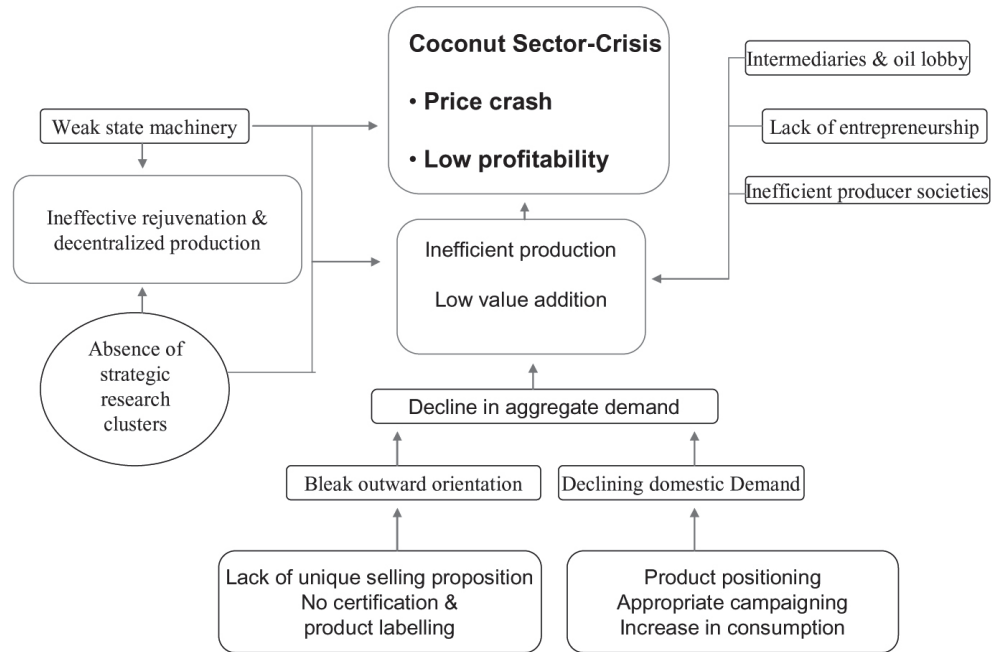 Coconut Sector-Crisis
• Price crash
• Low profitability
Intermediaries & oil lobby
Lack of entrepreneurship
Inefficient producer societies
Weak state machinery
Ineffective rejuvenation &
decentralized production
Inefficient production
Low value addition
Absence of
strategic
research
clusters
Decline in aggregate demand
Bleak outward orientation
Declining domestic Demand
Lack of unique selling proposition
No certification &
product labelling
Product positioning
Appropriate campaigning
Increase in consumption